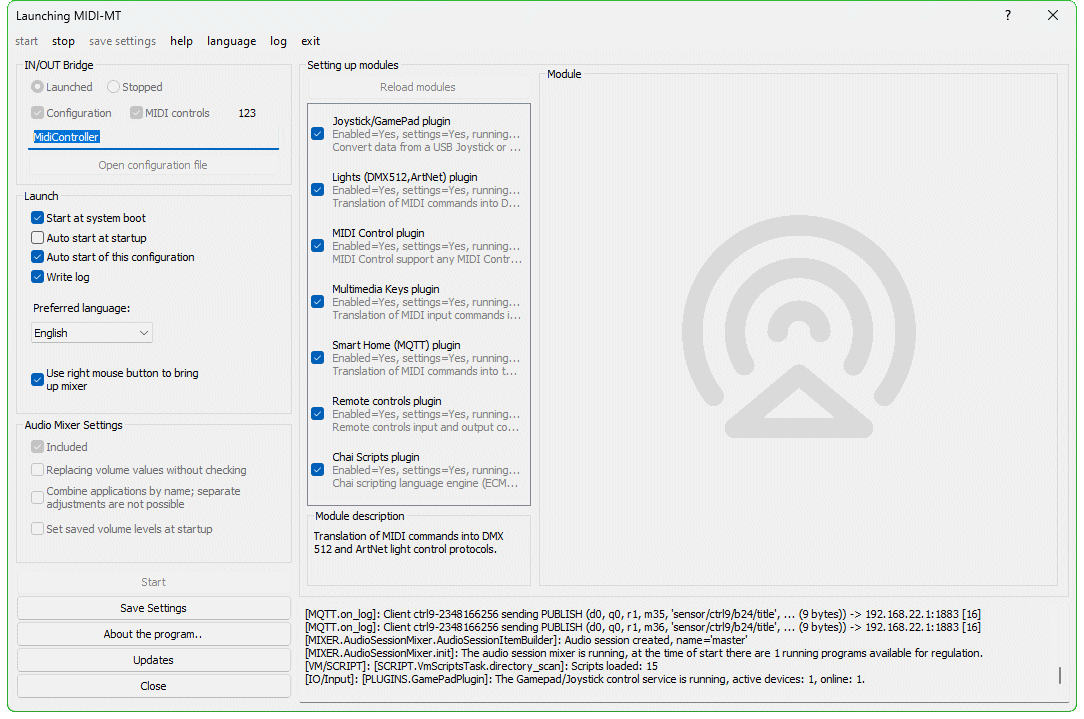 Launching MIDI-MT
?
start stop save settings help language log exit
IN/OUT Bridge
Launched Stopped
Configuration MIDI controls 123
MidiController
Open configuration file
Launch
Start at system boot
Auto start at startup
Auto start of this configuration
Write log
Preferred language:
English
Use right mouse button to bring
up mixer
Audio Mixer Settings
Included
Replacing volume values without checking
Combine applications by name; separate
adjustments are not possible
Set saved volume levels at startup
Start
Save Settings
About the program..
Updates
Close
Setting up modules
Reload modules
Joystick/GamePad plugin
Enabled=Yes, settings=Yes, running...
Convert data from a USB Joystick or ...
Lights (DMX512,ArtNet) plugin
Enabled=Yes, settings=Yes, running...
Translation of MIDI commands into D...
MIDI Control plugin
Enabled=Yes, settings=Yes, running...
MIDI Control support any MIDI Contr...
Multimedia Keys plugin
Enabled=Yes, settings=Yes, running...
Translation of MIDI input commands i...
Smart Home (MQTT) plugin
Enabled=Yes, settings=Yes, running...
Translation of MIDI commands into t...
Remote controls plugin
Enabled=Yes, settings=Yes, running...
Remote controls input and output co...
Chai Scripts plugin
Enabled=Yes, settings=Yes, running...
Chai scripting language engine (ECM...
Module description
Translation of MIDI commands into DMX
512 and ArtNet light control protocols.
Module
[MQTT.on_log]: Client ctrl9-2348166256 sending PUBLISH (d0, q0, r1, m35, 'sensor/ctrl9/b24/title', ... (9 bytes)) -> 192.168.22.1:1883 [16]
[MQTT.on_log]: Client ctrl9-2348166256 sending PUBLISH (d0, q0, r1, m36, 'sensor/ctrl9/b24/title', ... (9 bytes)) -> 192.168.22.1:1883 [16]
[MIXER.AudioSessionMixer.AudioSessionItemBuilder]: Audio session created, name='master'
[MIXER.AudioSessionMixer.init]: The audio session mixer is running, at the time of start there are 1 running programs available for regulation.
[VM/SCRIPT]: [SCRIPT.VmScriptsTask.directory_scan]: Scripts loaded: 15
[IO/Input]: [PLUGINS.GamePadPlugin]: The Gamepad/Joystick control service is running, active devices: 1, online: 1.